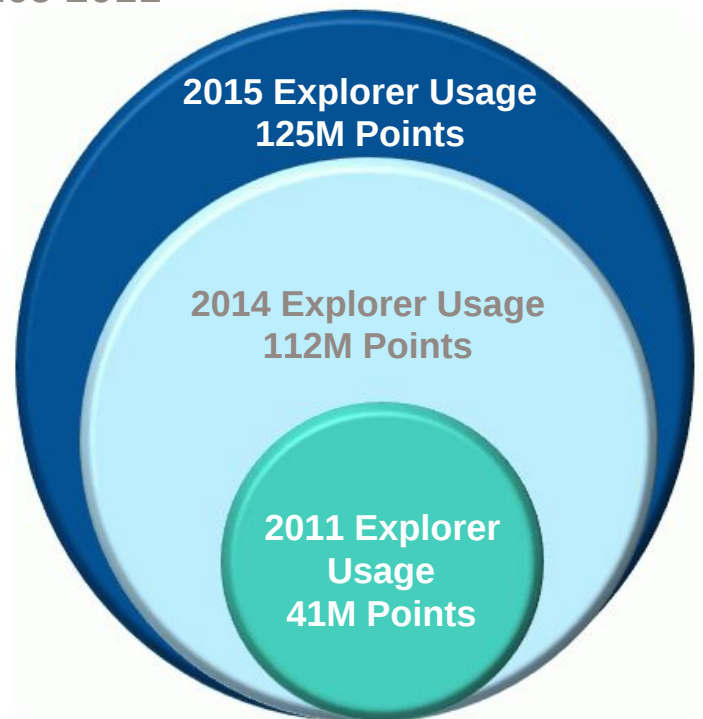 2015 Explorer Usage
125M Points
2014 Explorer Usage
112M Points
2011 Explorer
Usage
41M Points